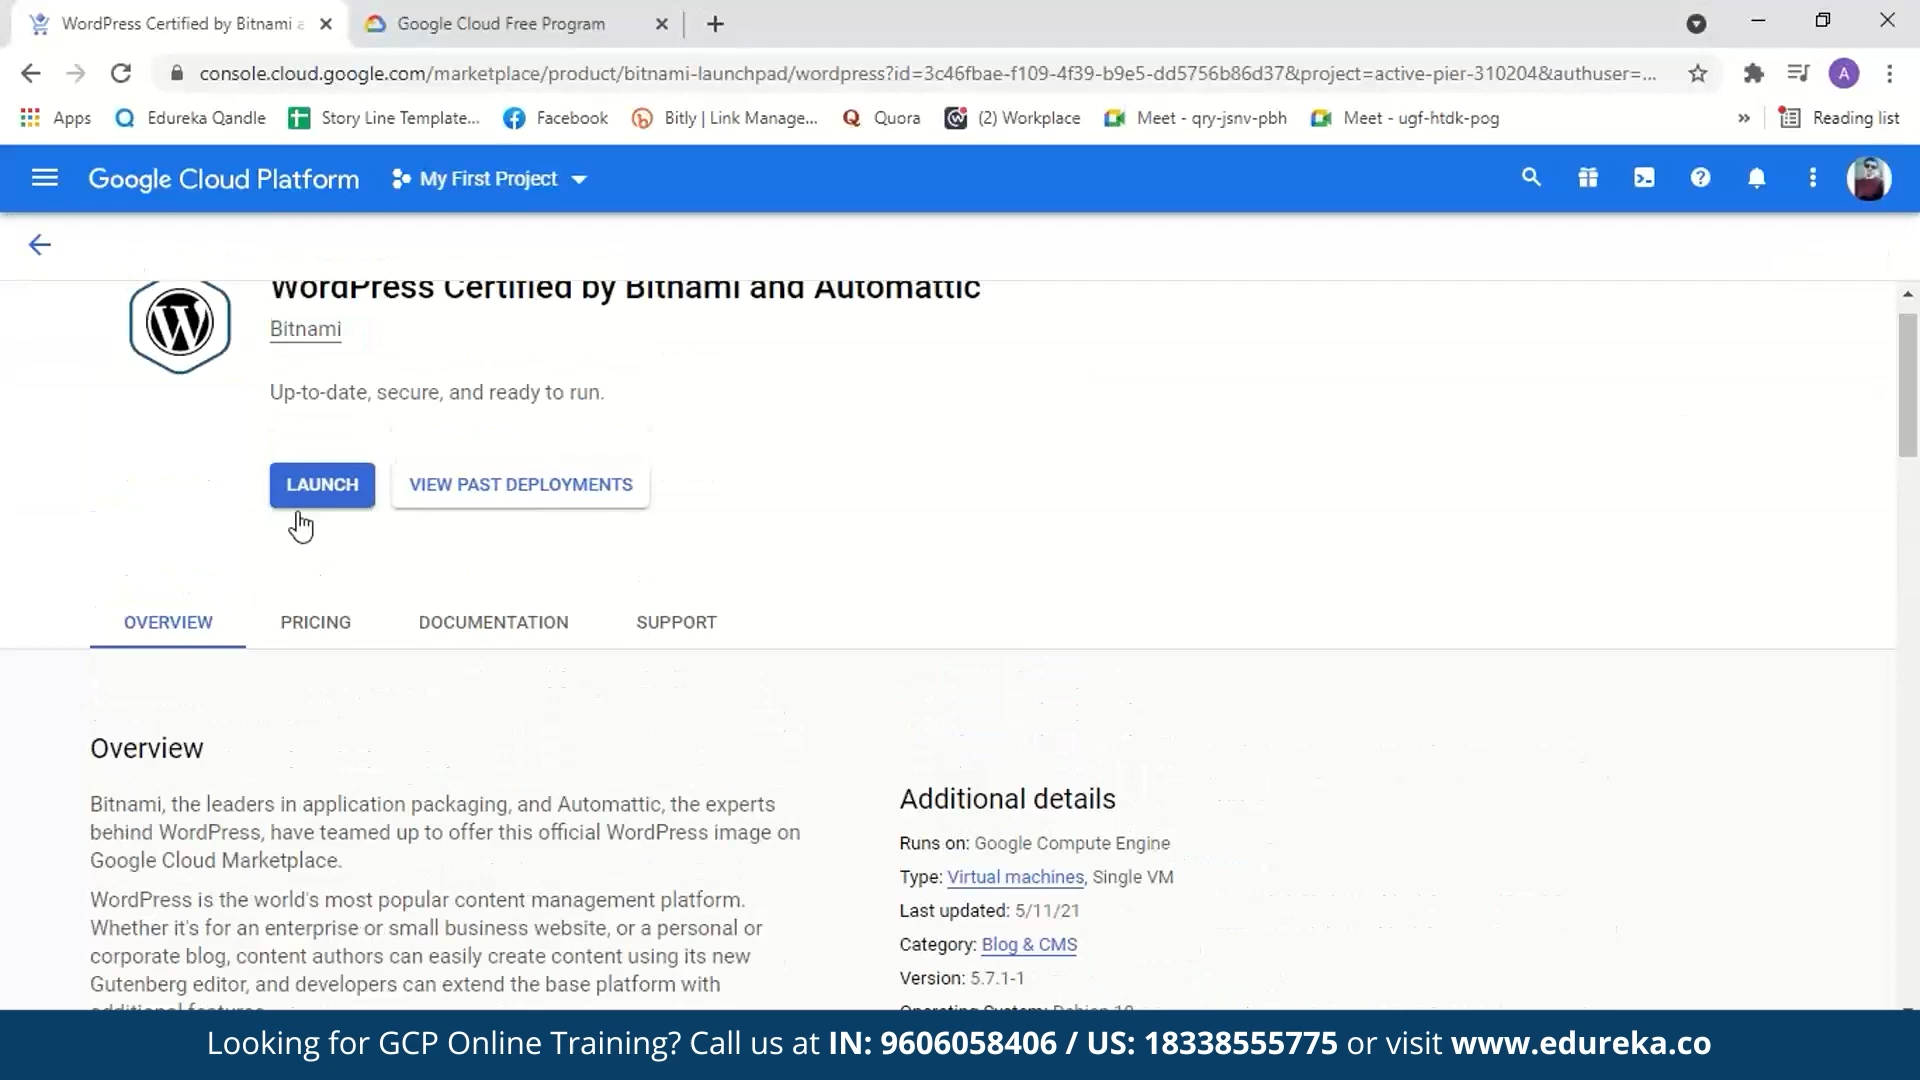 WordPress Certified by Bitnami a
Google Cloud Free Program
console.cloud.google.com/marketplace/product/bitnami-launchpad/wordpress?id=3c46fbae-f109-4f39-b9e5-dd5756b86d37&project=active-pier-310204&authuser=...
A
Apps
Edureka Qandle
Story Line Template...
Facebook
Bitly | Link Manage...
Quora
(2) Workplace
Meet - qry-jsnv-pbh
Meet - ugf-htdk-pog
»
Reading list
Google Cloud Platform
My First Project
WordPress Certified by Bitnami and Automattic
Bitnami
Up-to-date, secure, and ready to run.
LAUNCH
VIEW PAST DEPLOYMENTS
OVERVIEW
PRICING
DOCUMENTATION
SUPPORT
Overview
Bitnami, the leaders in application packaging, and Automattic, the experts
behind WordPress, have teamed up to offer this official WordPress image on
Google Cloud Marketplace.
WordPress is the world's most popular content management platform.
Whether it's for an enterprise or small business website, or a personal or
corporate blog, content authors can easily create content using its new
Gutenberg editor, and developers can extend the base platform with
additional features.
Additional details
Runs on: Google Compute Engine
Type: Virtual machines, Single VM
Last updated: 5/11/21
Category: Blog & CMS
Version: 5.7.1-1
Operating System: Debian 10
Looking for GCP Online Training? Call us at IN: 9606058406 / US: 18338555775 or visit www.edureka.co